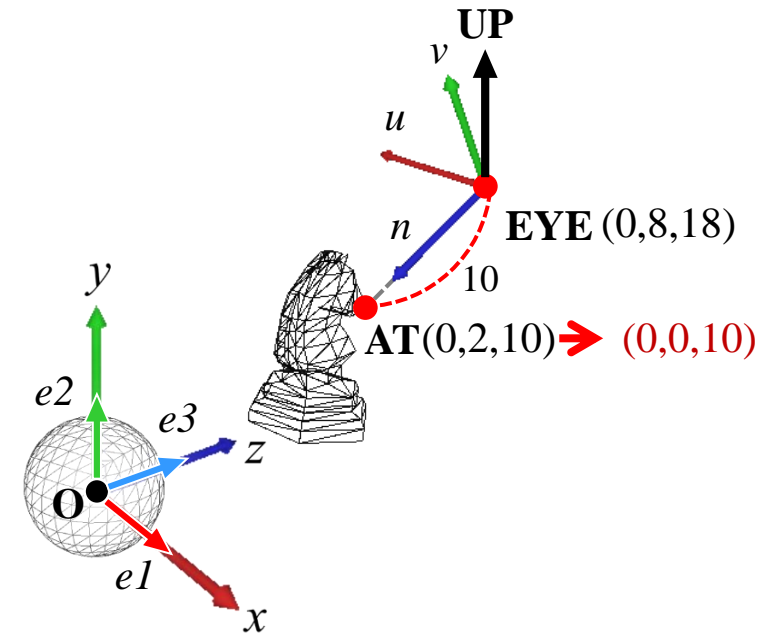 UP
v
u
n
EYE (0,8,18)
10
AT(0,2,10) (0,0,10)
y
e2
e3
z
O
e1
x